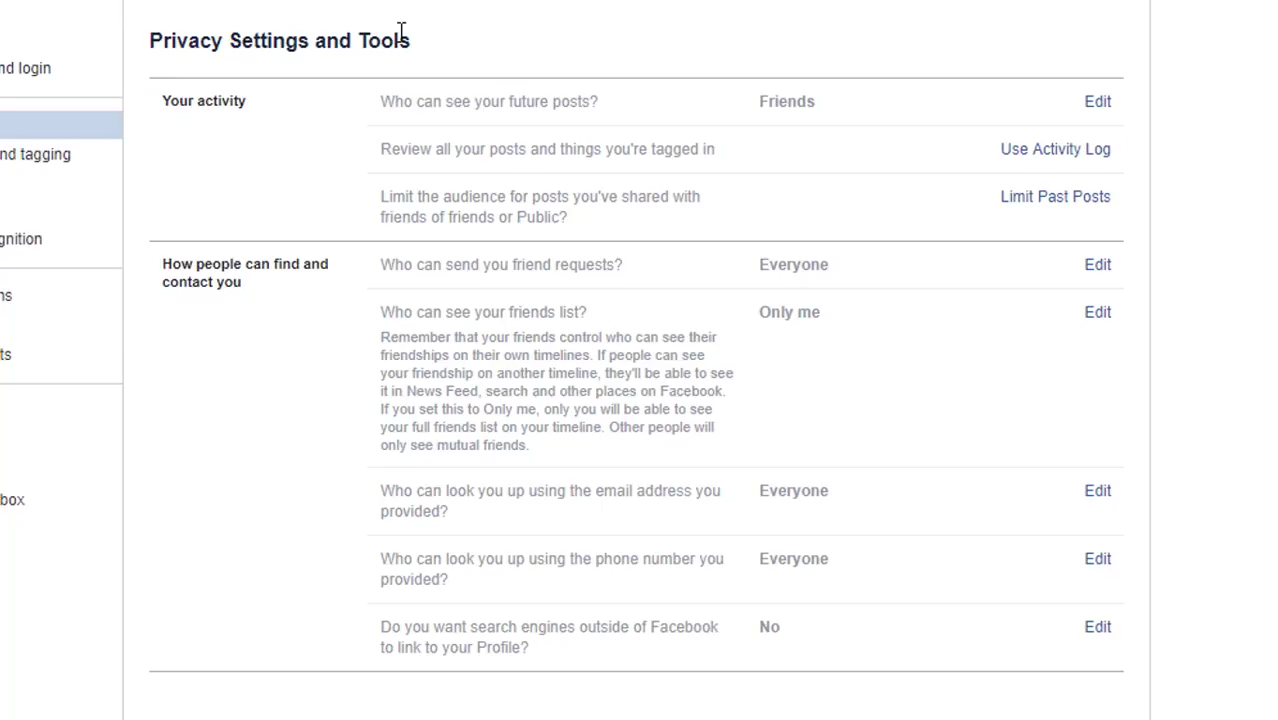 Privacy Settings and Tools
nd login
nd tagging
gnition
ns
ts
box
Your activity
Who can see your future posts?
Friends
Edit
Review all your posts and things you're tagged in
Use Activity Log
Limit the audience for posts you've shared with
friends of friends or Public?
Limit Past Posts
How people can find and
contact you
Who can send you friend requests?
Everyone
Edit
Who can see your friends list?
Only me
Edit
Remember that your friends control who can see their
friendships on their own timelines. If people can see
your friendship on another timeline, they'll be able to see
it in News Feed, search and other places on Facebook.
If you set this to Only me, only you will be able to see
your full friends list on your timeline. Other people will
only see mutual friends.
Who can look you up using the email address you
provided?
Everyone
Edit
Who can look you up using the phone number you
provided?
Everyone
Edit
Do you want search engines outside of Facebook
to link to your Profile?
No
Edit